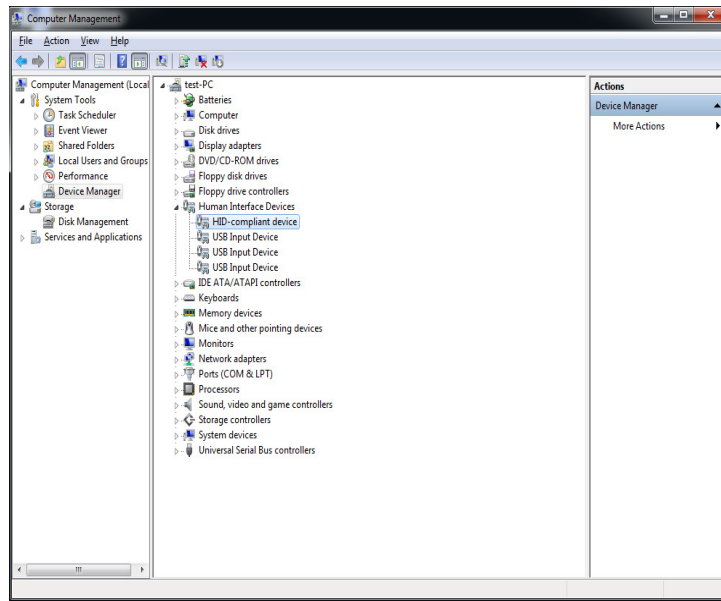 Computer Management
File Action View Help
Computer Management (Local
System Tools
Task Scheduler
Event Viewer
Shared Folders
Local Users and Groups
Performance
Device Manager
Storage
Disk Management
Services and Applications
test-PC
Batteries
Computer
Disk drives
Display adapters
DVD/CD-ROM drives
Floppy disk drives
Floppy drive controllers
Human Interface Devices
HID-compliant device
USB Input Device
USB Input Device
USB Input Device
IDE ATA/ATAPI controllers
Keyboards
Memory devices
Mice and other pointing devices
Monitors
Network adapters
Ports (COM & LPT)
Processors
Sound, video and game controllers
Storage controllers
System devices
Universal Serial Bus controllers
Actions
Device Manager
More Actions